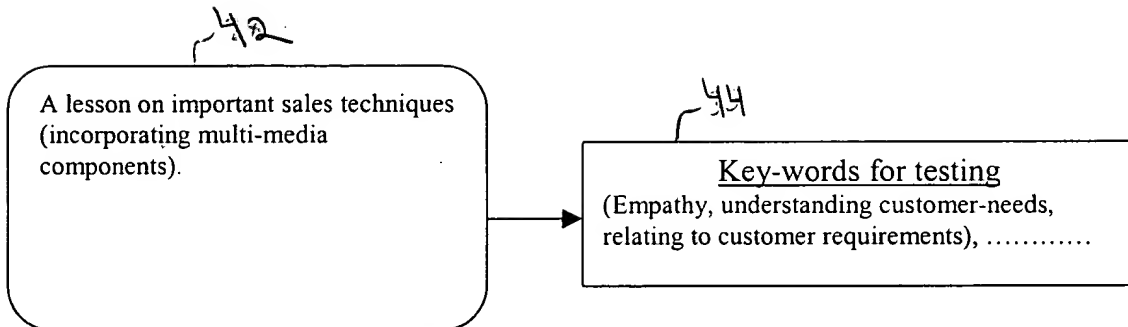 42
A lesson on important sales techniques
(incorporating multi-media
components).
44
Key-words for testing
(Empathy, understanding customer-needs,
relating to customer requirements), …………